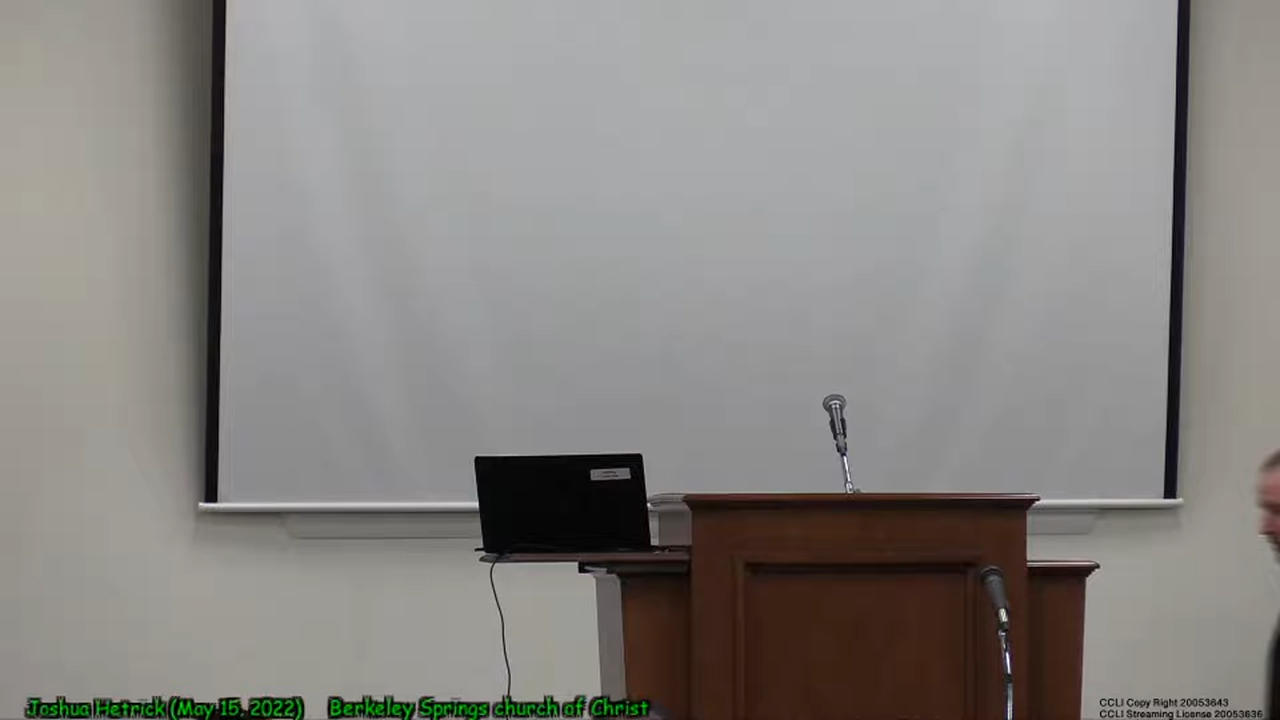 Joshua Hetrick (May 15, 2022) Berkeley Springs church of Christ
CCLI Copy Right 20053643
CCLI Streaming License 20053636